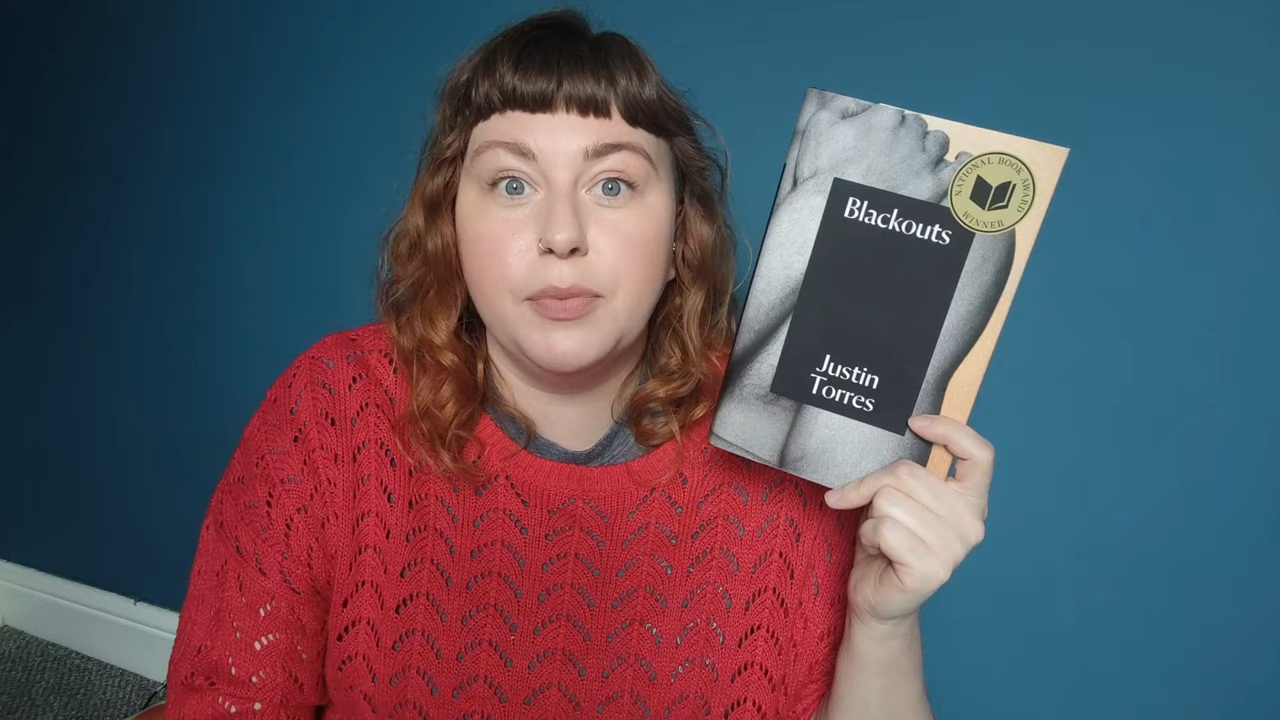 NATIONAL BOOK AWARD
WINNER
Blackouts
Justin
Torres